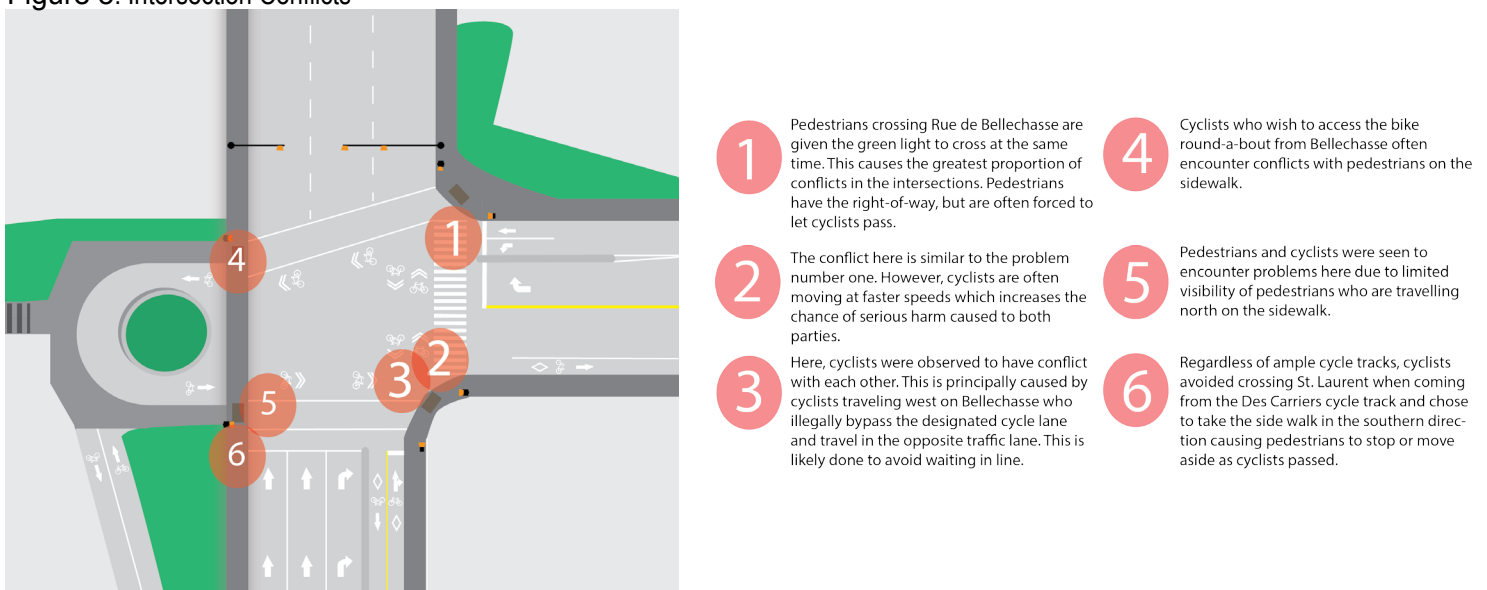 Figure 3: Intersection Conflicts
1
2
3
4
5
6
1
Pedestrians crossing Rue de Bellechasse are
given the green light to cross at the same
time. This causes the greatest proportion of
conflicts in the intersections. Pedestrians
have the right-of-way, but are often forced to
let cyclists pass.
2
The conflict here is similar to the problem
number one. However, cyclists are often
moving at faster speeds which increases the
chance of serious harm caused to both
parties.
3
Here, cyclists were observed to have conflict
with each other. This is principally caused by
cyclists traveling west on Bellechasse who
illegally bypass the designated cycle lane
and travel in the opposite traffic lane. This is
likely done to avoid waiting in line.
4
Cyclists who wish to access the bike
round-a-bout from Bellechasse often
encounter conflicts with pedestrians on the
sidewalk.
5
Pedestrians and cyclists were seen to
encounter problems here due to limited
visibility of pedestrians who are travelling
north on the sidewalk.
6
Regardless of ample cycle tracks, cyclists
avoided crossing St. Laurent when coming
from the Des Carriers cycle track and chose
to take the side walk in the southern direc-
tion causing pedestrians to stop or move
aside as cyclists passed.